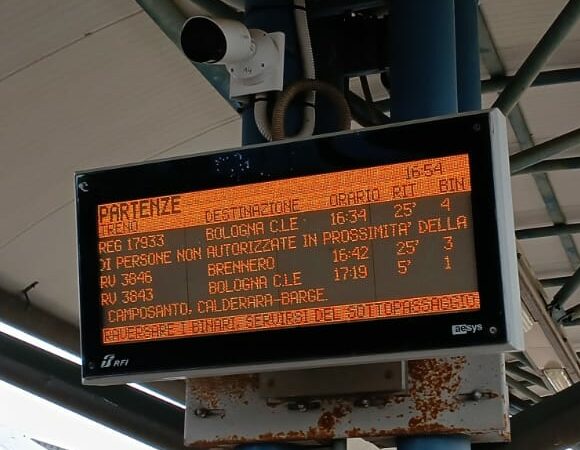 16:54
PARTENZE
TRENO DESTINAZIONE ORARIO RIT BIN
REG 17933 BOLOGNA C.LE 16:34 25' 4
DI PERSONE NON AUTORIZZATE IN PROSSIMITA' DELLA
RV 3846 BRENNERO 16:42 25' 3
RV 3843 BOLOGNA C.LE 17:19 5' 1
CAMPOSANTO, CALDERARA-BARGE.
RAVERSARE I BINARI, SERVIRSI DEL SOTTOPASSAGGIO
RFI aesys